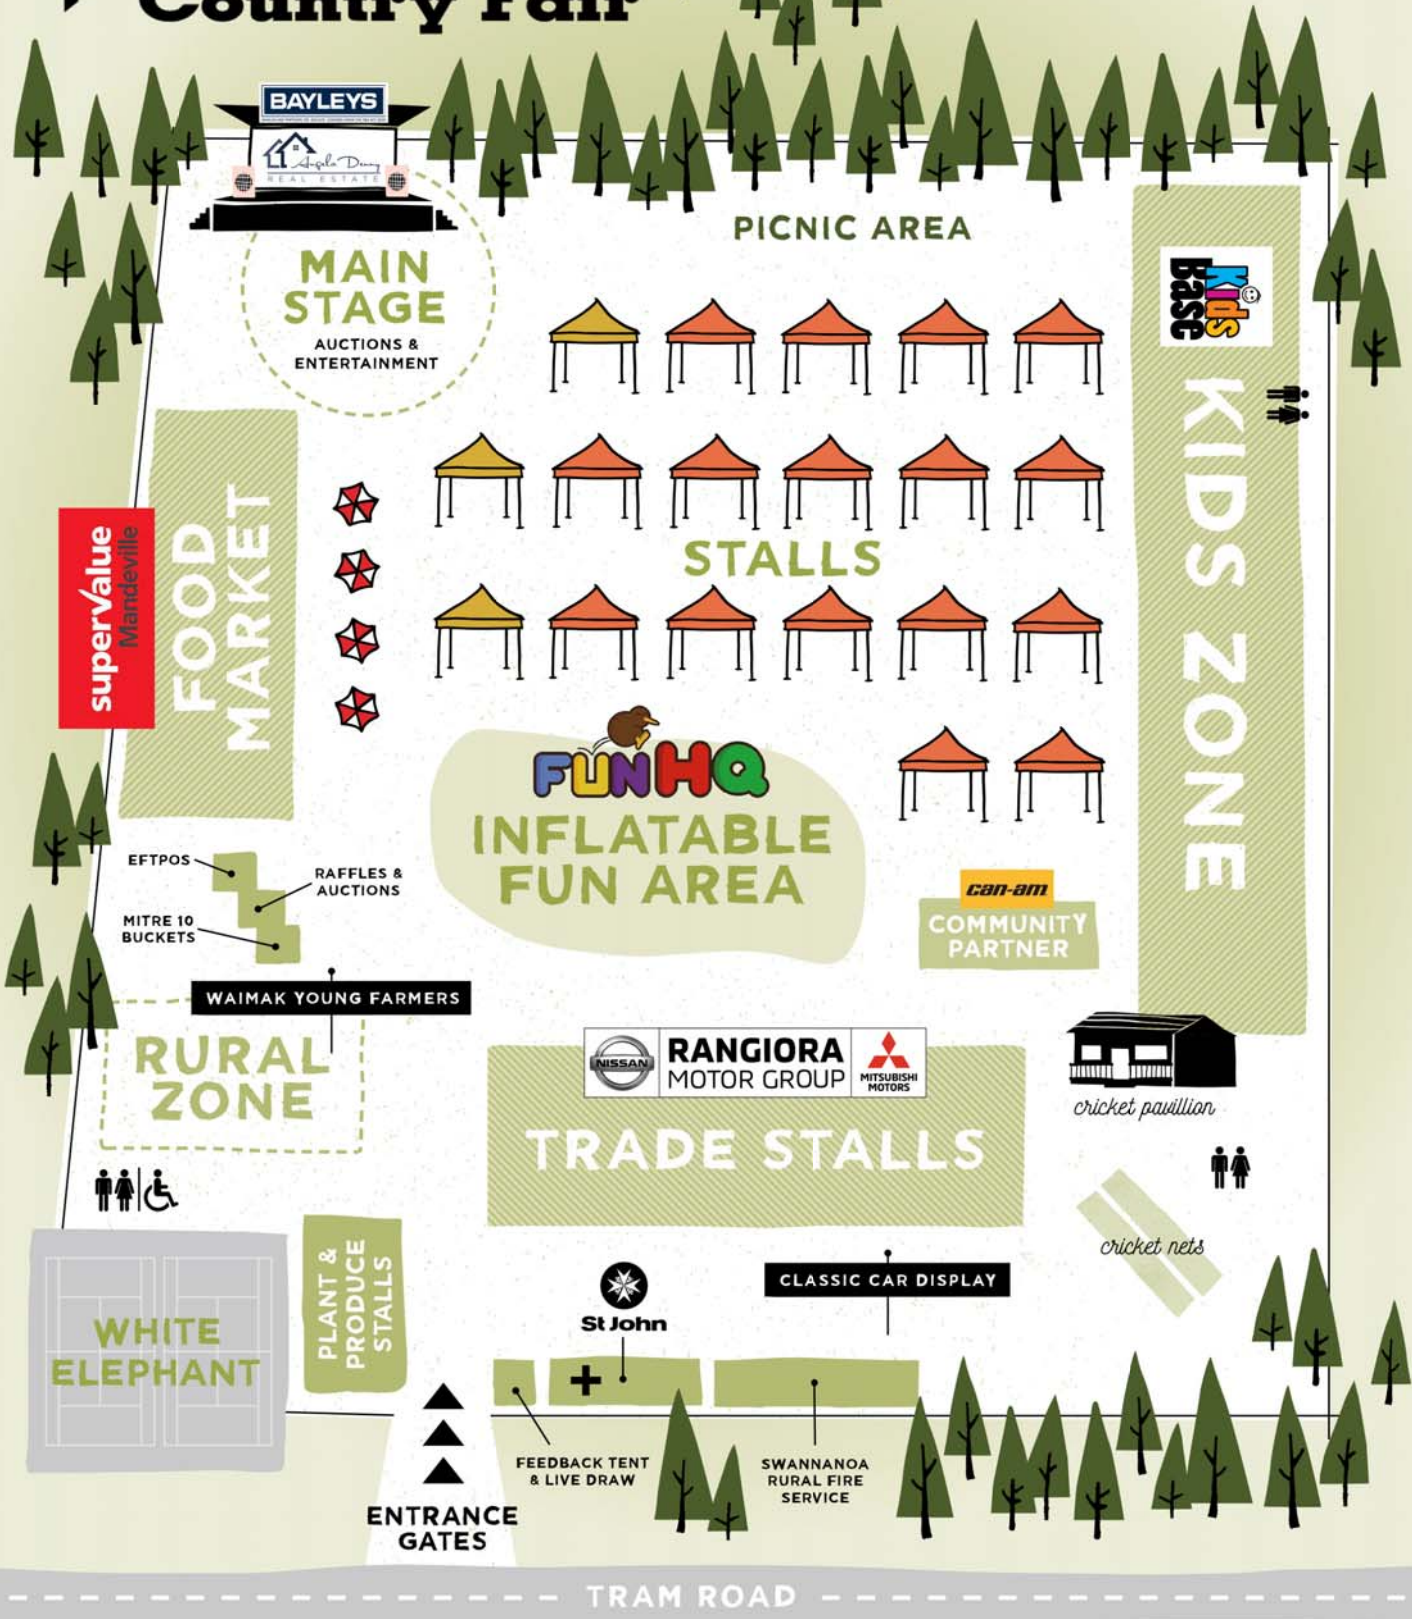 Country Fair
BAYLEYS
Angela Denny
REAL ESTATE
MAIN
STAGE
AUCTIONS &
ENTERTAINMENT
PICNIC AREA
Kids
Base
KIDS ZONE
STALLS
FOOD
MARKET
supervalue
Mandeville
FUNHQ
INFLATABLE
FUN AREA
EFTPOS
RAFFLES &
AUCTIONS
MITRE 10
BUCKETS
can-am
COMMUNITY
PARTNER
WAIMAK YOUNG FARMERS
RURAL
ZONE
NISSAN
RANGIORA
MOTOR GROUP
MITSUBISHI
MOTORS
TRADE STALLS
cricket pavillion
cricket nets
PLANT &
PRODUCE
STALLS
WHITE
ELEPHANT
St John
CLASSIC CAR DISPLAY
FEEDBACK TENT
& LIVE DRAW
SWANNANOA
RURAL FIRE
SERVICE
ENTRANCE
GATES
TRAM ROAD